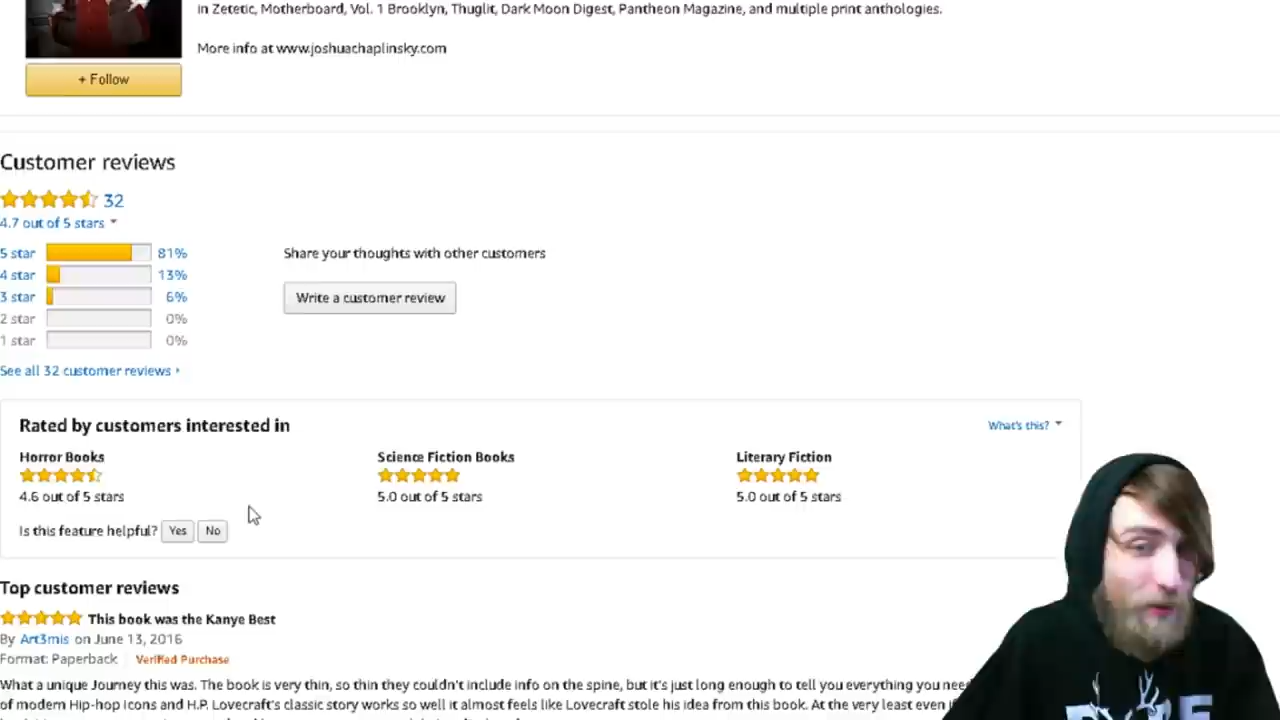 in Zetetic, Motherboard, Vol. 1 Brooklyn, Thuglit, Dark Moon Digest, Pantheon Magazine, and multiple print anthologies.
More info at www.joshuachaplinsky.com
+ Follow
Customer reviews
32
4.7 out of 5 stars
5 star 81%
4 star 13%
3 star 6%
2 star 0%
1 star 0%
Share your thoughts with other customers
Write a customer review
See all 32 customer reviews ›
Rated by customers interested in
What's this?
Horror Books
4.6 out of 5 stars
Science Fiction Books
5.0 out of 5 stars
Literary Fiction
5.0 out of 5 stars
Is this feature helpful? Yes No
Top customer reviews
This book was the Kanye Best
By Art3mis on June 13, 2016
Format: Paperback Verified Purchase
What a unique Journey this was. The book is very thin, so thin they couldn't include info on the spine, but it's just long enough to tell you everything you
of modern Hip-hop Icons and H.P. Lovecraft's classic story works so well it almost feels like Lovecraft stole his idea from this book. At the very least even